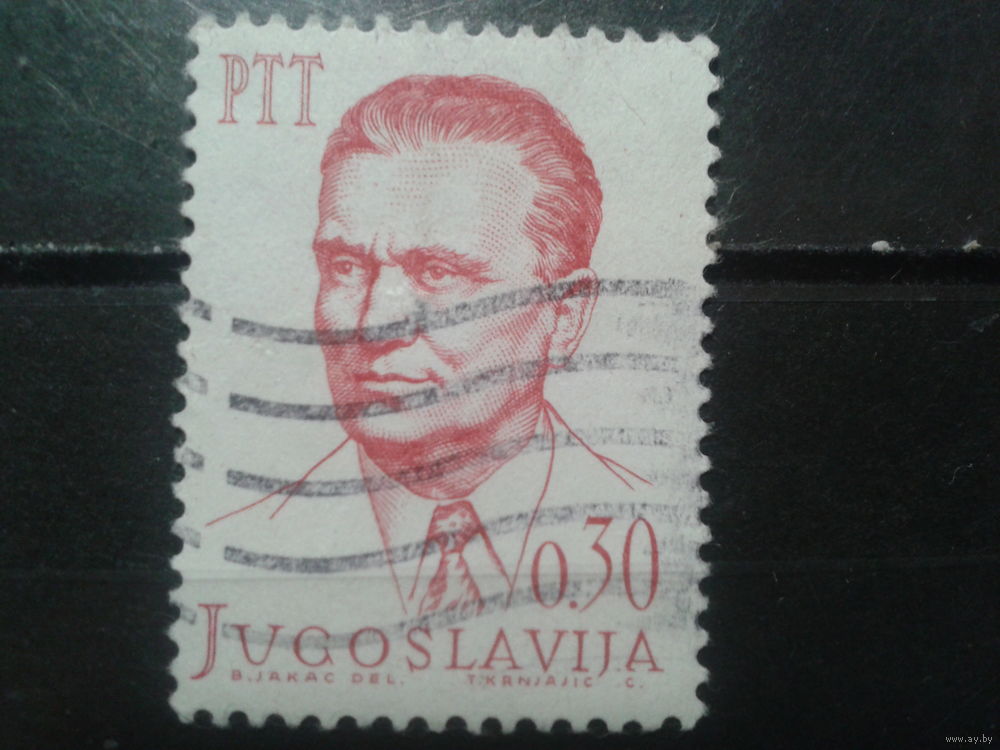 PTT
0.30
JUGOSLAVIJA
B.JAKAC DEL. T.KRNJAJIC C.
www.ay.by